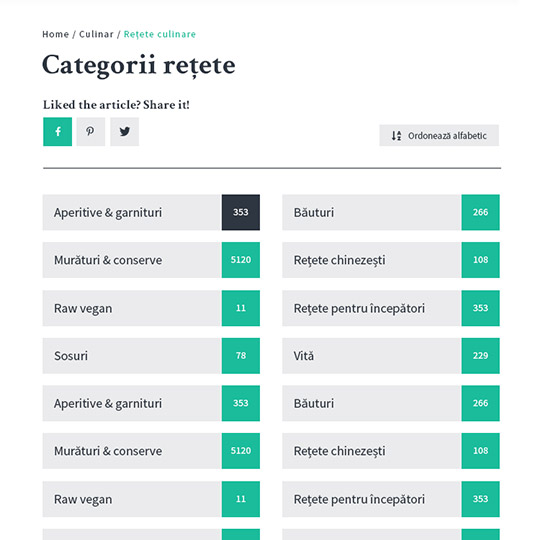 Home / Culinar / Rețete culinare
Categorii rețete
Liked the article? Share it!
Ordonează alfabetic
Aperitive & garnituri 353
Băuturi 266
Murături & conserve 5120
Rețete chinezești 108
Raw vegan 11
Rețete pentru începători 353
Sosuri 78
Vită 229
Aperitive & garnituri 353
Băuturi 266
Murături & conserve 5120
Rețete chinezești 108
Raw vegan 11
Rețete pentru începători 353